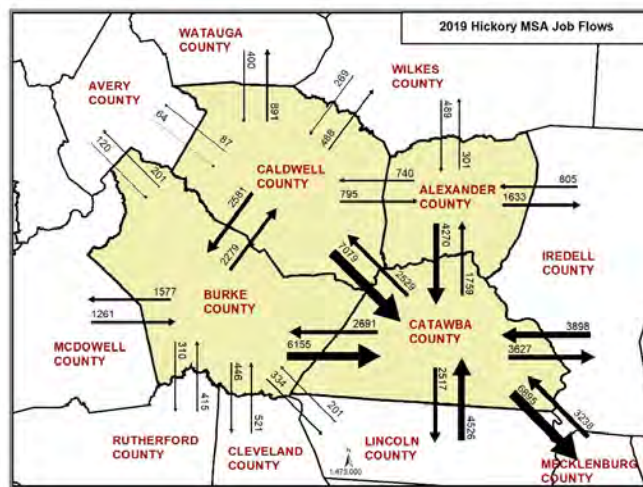 2019 Hickory MSA Job Flows
WATAUGA
COUNTY
WILKES
COUNTY
AVERY
COUNTY
400
891
269
488
489
301
64
87
120
201
CALDWELL
COUNTY
740
795
ALEXANDER
COUNTY
805
1633
2581
2279
7079
2529
4270
1759
IREDELL
COUNTY
BURKE
COUNTY
CATAWBA
COUNTY
1577
1261
2691
6155
3898
3627
MCDOWELL
COUNTY
310
415
446
521
334
201
2517
4526
6895
3238
RUTHERFORD
COUNTY
CLEVELAND
COUNTY
LINCOLN
COUNTY
MECKLENBURG
COUNTY
N
1:473,000